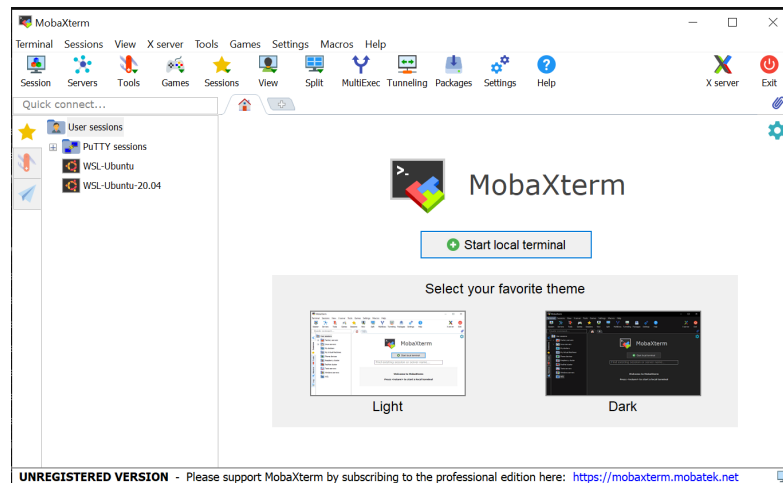 MobaXterm
Terminal Sessions View X server Tools Games Settings Macros Help
Session Servers Tools Games Sessions View Split MultiExec Tunneling Packages Settings Help X server Exit
Quick connect...
User sessions
PuTTY sessions
WSL-Ubuntu
WSL-Ubuntu-20.04
>_
MobaXterm
Start local terminal
Select your favorite theme
MobaXterm
MobaXterm
Light Dark
UNREGISTERED VERSION - Please support MobaXterm by subscribing to the professional edition here: https://mobaxterm.mobatek.net